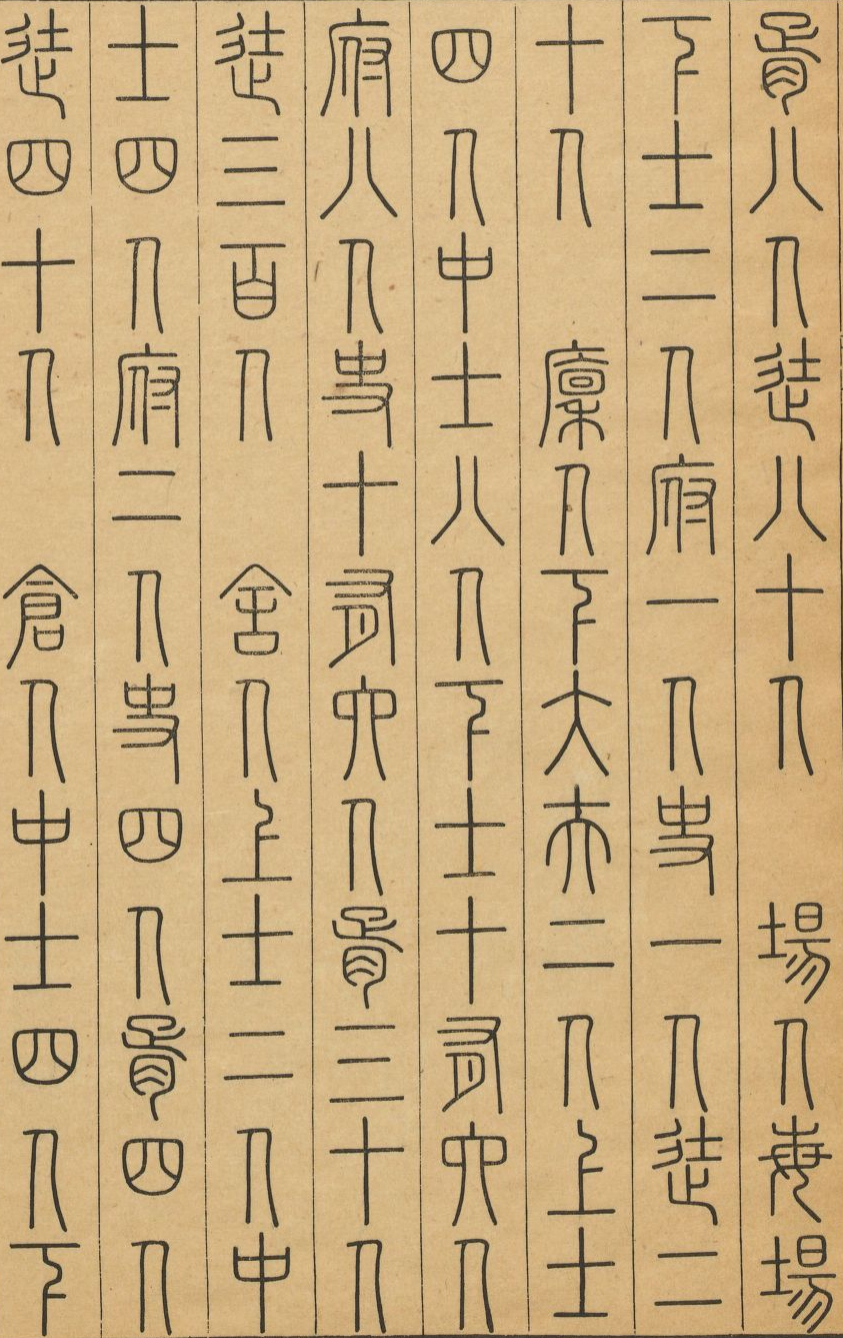 胥八人徒八十人　場人每場
下士二人府一人史一人徒二
十人　廩人下大夫二人上士
四人中士八人下士十有六人
府八人史十有六人胥三十人
徒三百人　舍人上士二人中
士四人府二人史四人胥四人
徒四十人　倉人中士四人下